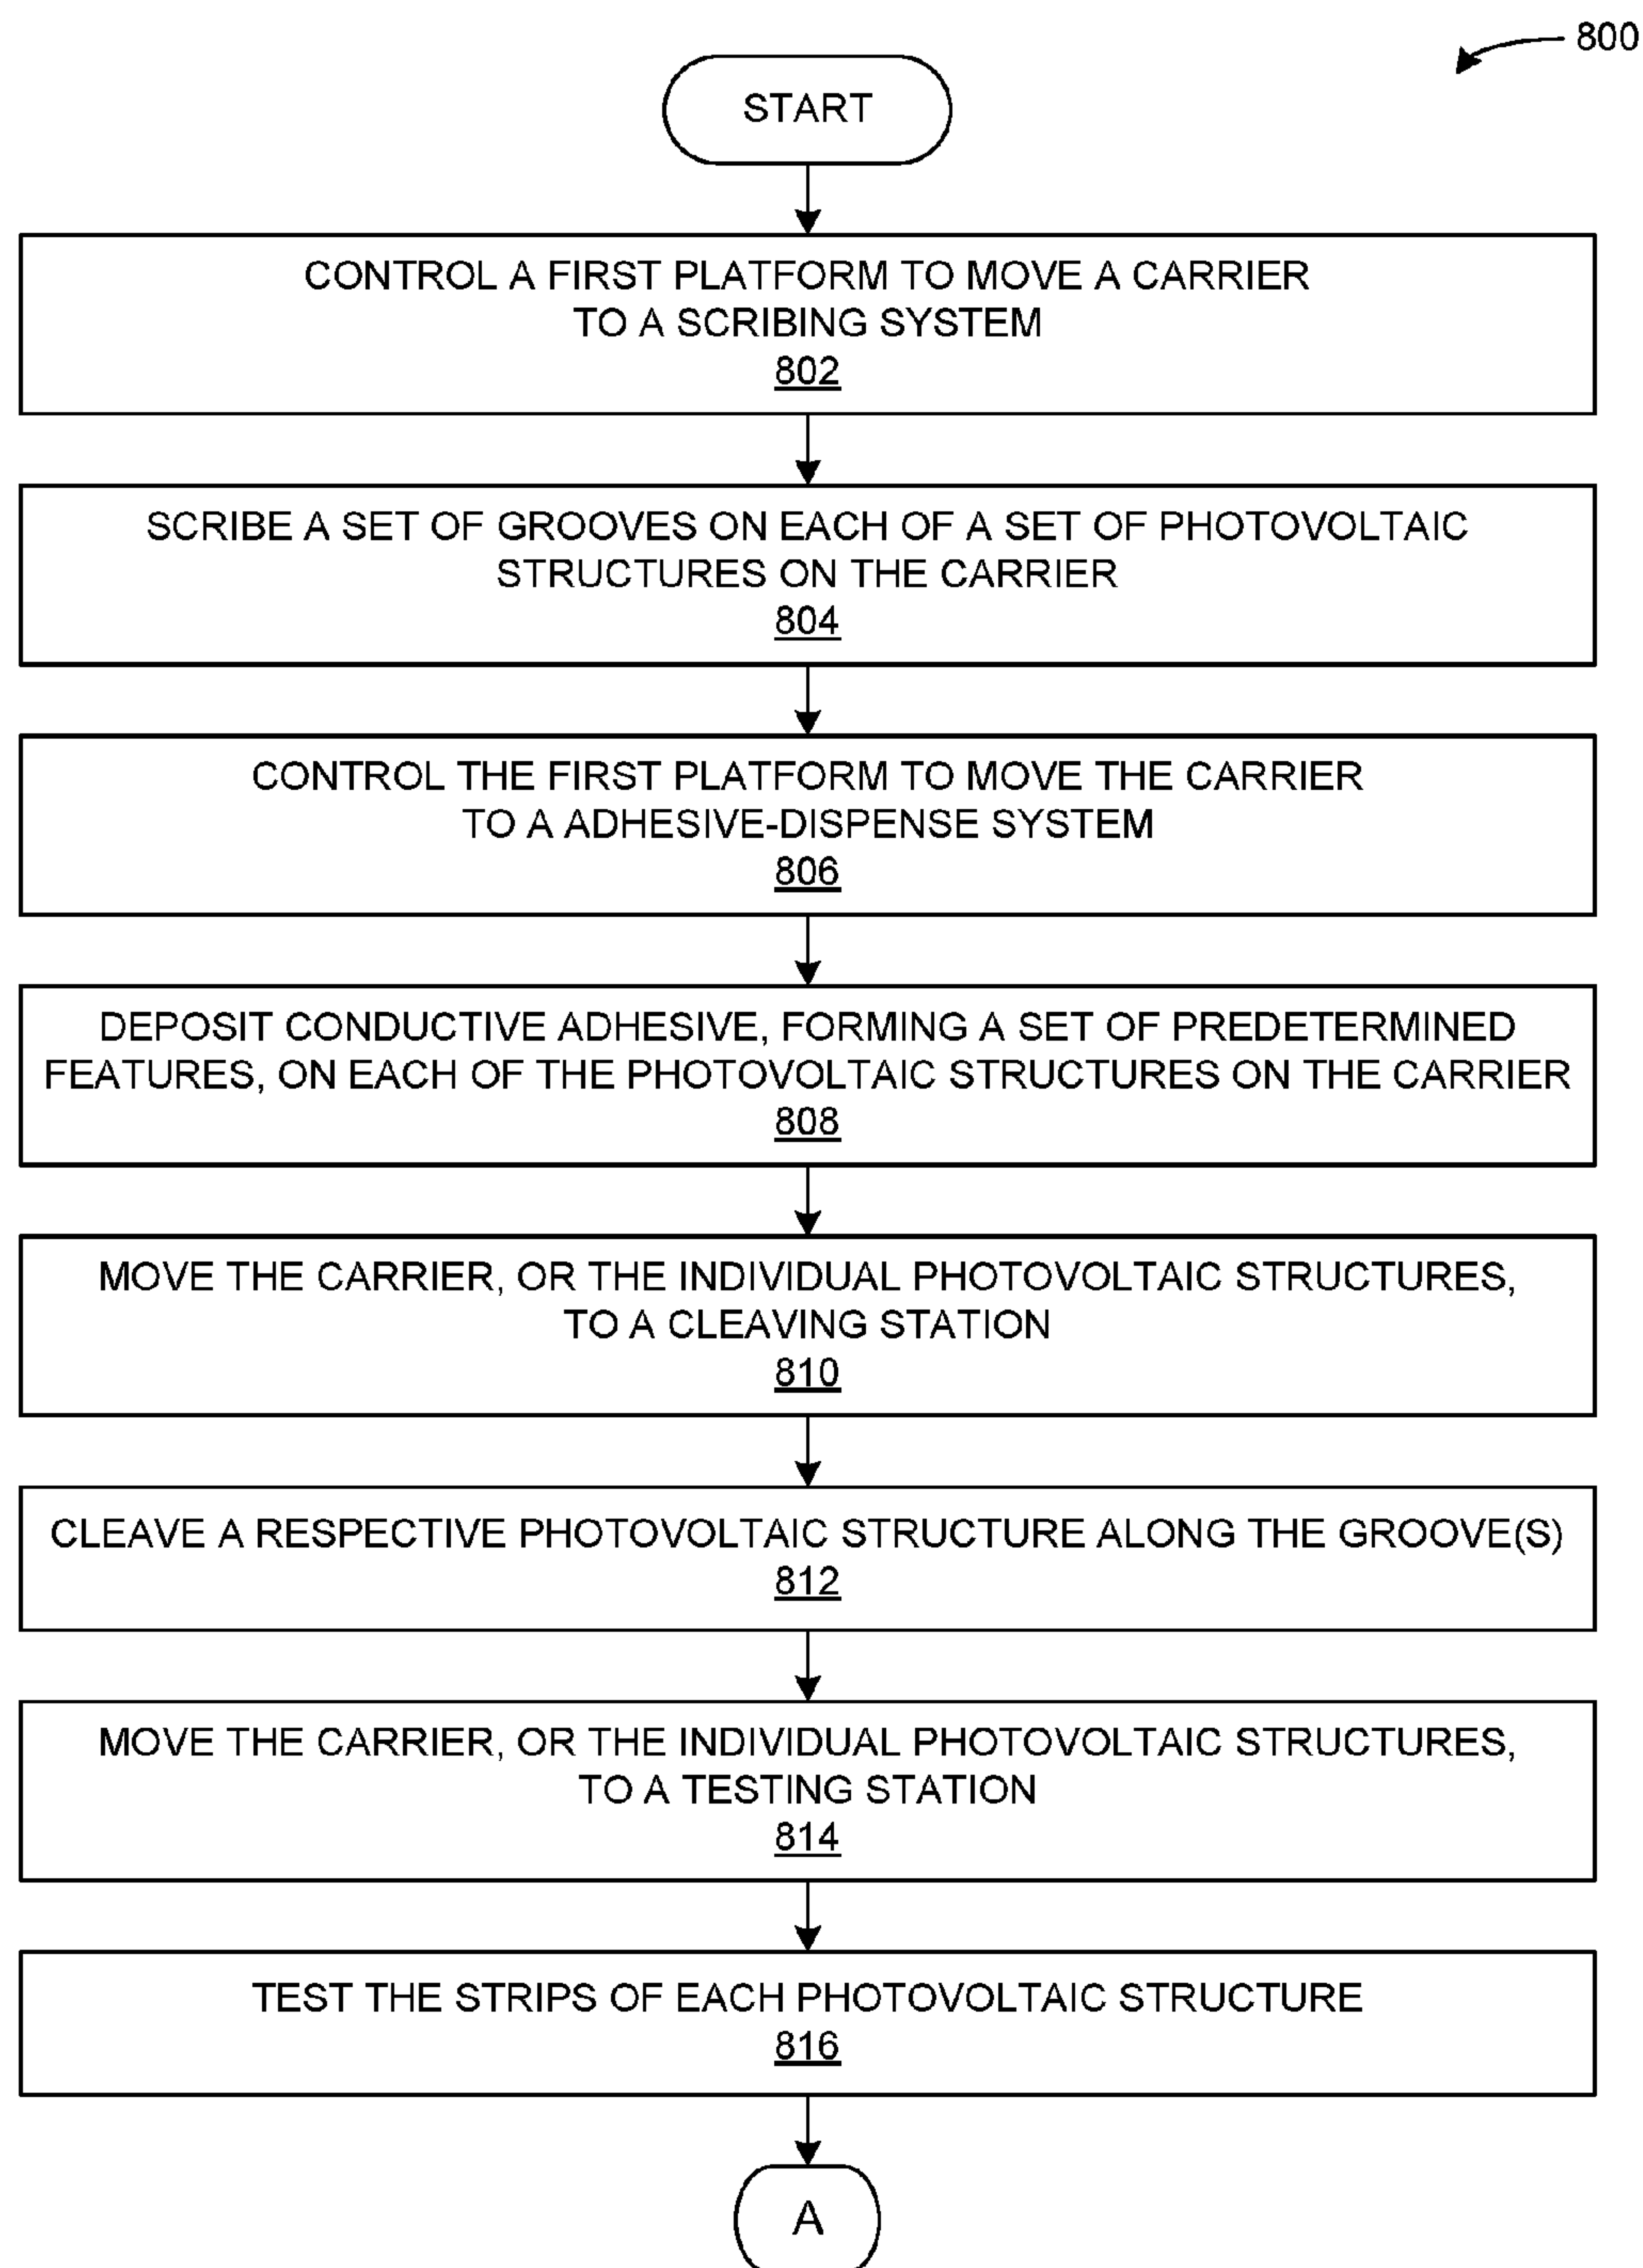 800
START
CONTROL A FIRST PLATFORM TO MOVE A CARRIER
TO A SCRIBING SYSTEM
802
SCRIBE A SET OF GROOVES ON EACH OF A SET OF PHOTOVOLTAIC
STRUCTURES ON THE CARRIER
804
CONTROL THE FIRST PLATFORM TO MOVE THE CARRIER
TO A ADHESIVE-DISPENSE SYSTEM
806
DEPOSIT CONDUCTIVE ADHESIVE, FORMING A SET OF PREDETERMINED
FEATURES, ON EACH OF THE PHOTOVOLTAIC STRUCTURES ON THE CARRIER
808
MOVE THE CARRIER, OR THE INDIVIDUAL PHOTOVOLTAIC STRUCTURES,
TO A CLEAVING STATION
810
CLEAVE A RESPECTIVE PHOTOVOLTAIC STRUCTURE ALONG THE GROOVE(S)
812
MOVE THE CARRIER, OR THE INDIVIDUAL PHOTOVOLTAIC STRUCTURES,
TO A TESTING STATION
814
TEST THE STRIPS OF EACH PHOTOVOLTAIC STRUCTURE
816
A